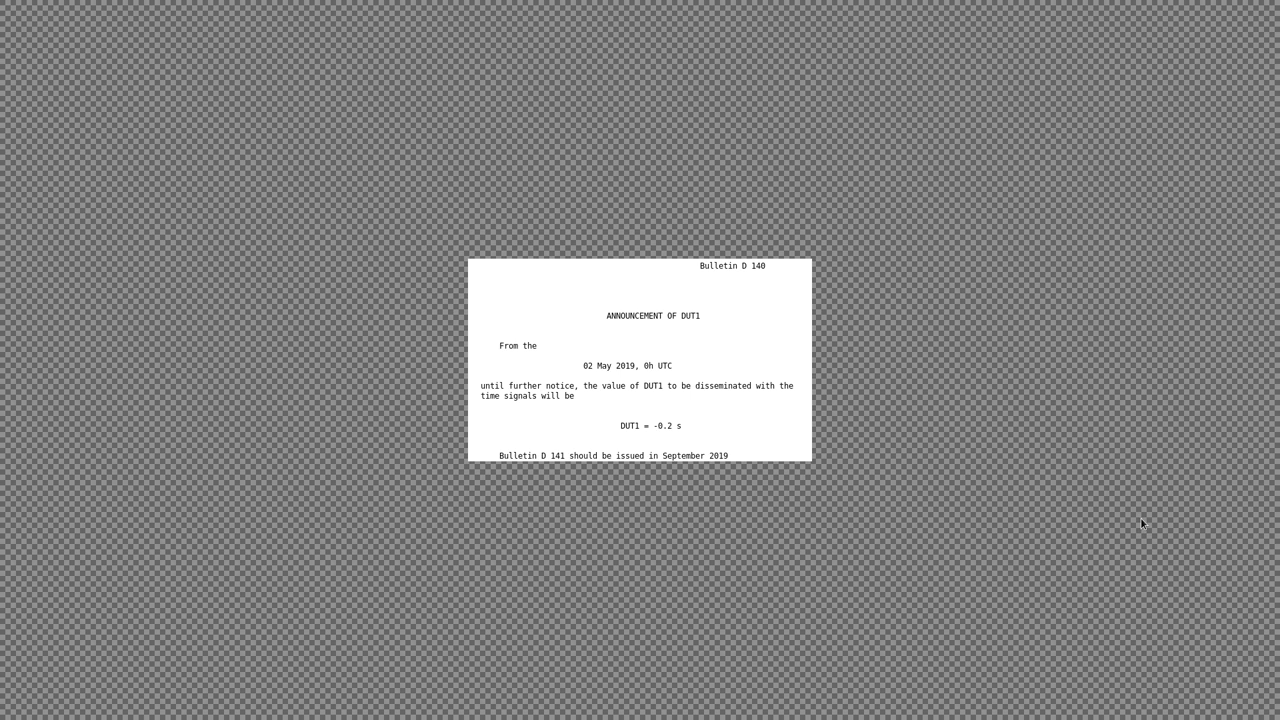 Bulletin D 140
ANNOUNCEMENT OF DUT1
From the
02 May 2019, 0h UTC
until further notice, the value of DUT1 to be disseminated with the
time signals will be
DUT1 = -0.2 s
Bulletin D 141 should be issued in September 2019